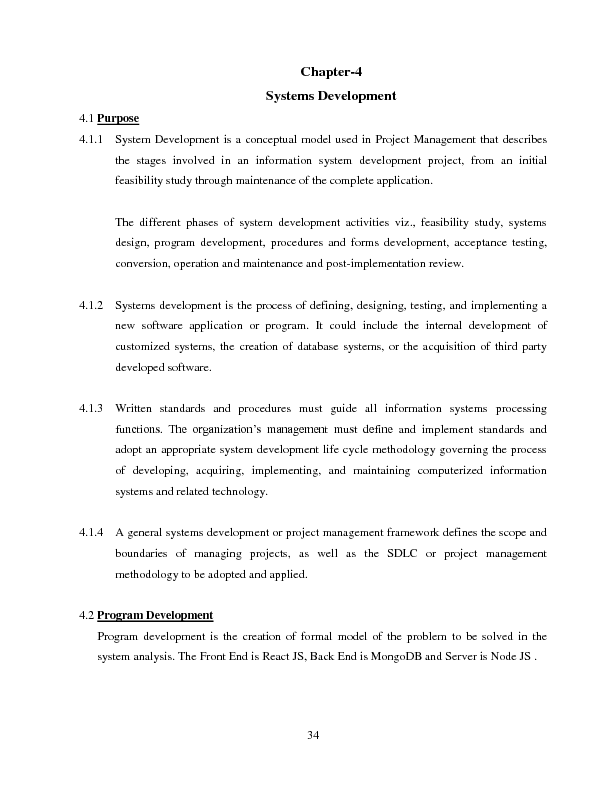 Chapter-4
Systems Development
4.1 Purpose
4.1.1 System Development is a conceptual model used in Project Management that describes
the stages involved in an information system development project, from an initial
feasibility study through maintenance of the complete application.
The different phases of system development activities viz., feasibility study, systems
design, program development, procedures and forms development, acceptance testing,
conversion, operation and maintenance and post-implementation review.
4.1.2 Systems development is the process of defining, designing, testing, and implementing a
new software application or program. It could include the internal development of
customized systems, the creation of database systems, or the acquisition of third party
developed software.
4.1.3 Written standards and procedures must guide all information systems processing
functions. The organization’s management must define and implement standards and
adopt an appropriate system development life cycle methodology governing the process
of developing, acquiring, implementing, and maintaining computerized information
systems and related technology.
4.1.4 A general systems development or project management framework defines the scope and
boundaries of managing projects, as well as the SDLC or project management
methodology to be adopted and applied.
4.2 Program Development
Program development is the creation of formal model of the problem to be solved in the
system analysis. The Front End is React JS, Back End is MongoDB and Server is Node JS .
34